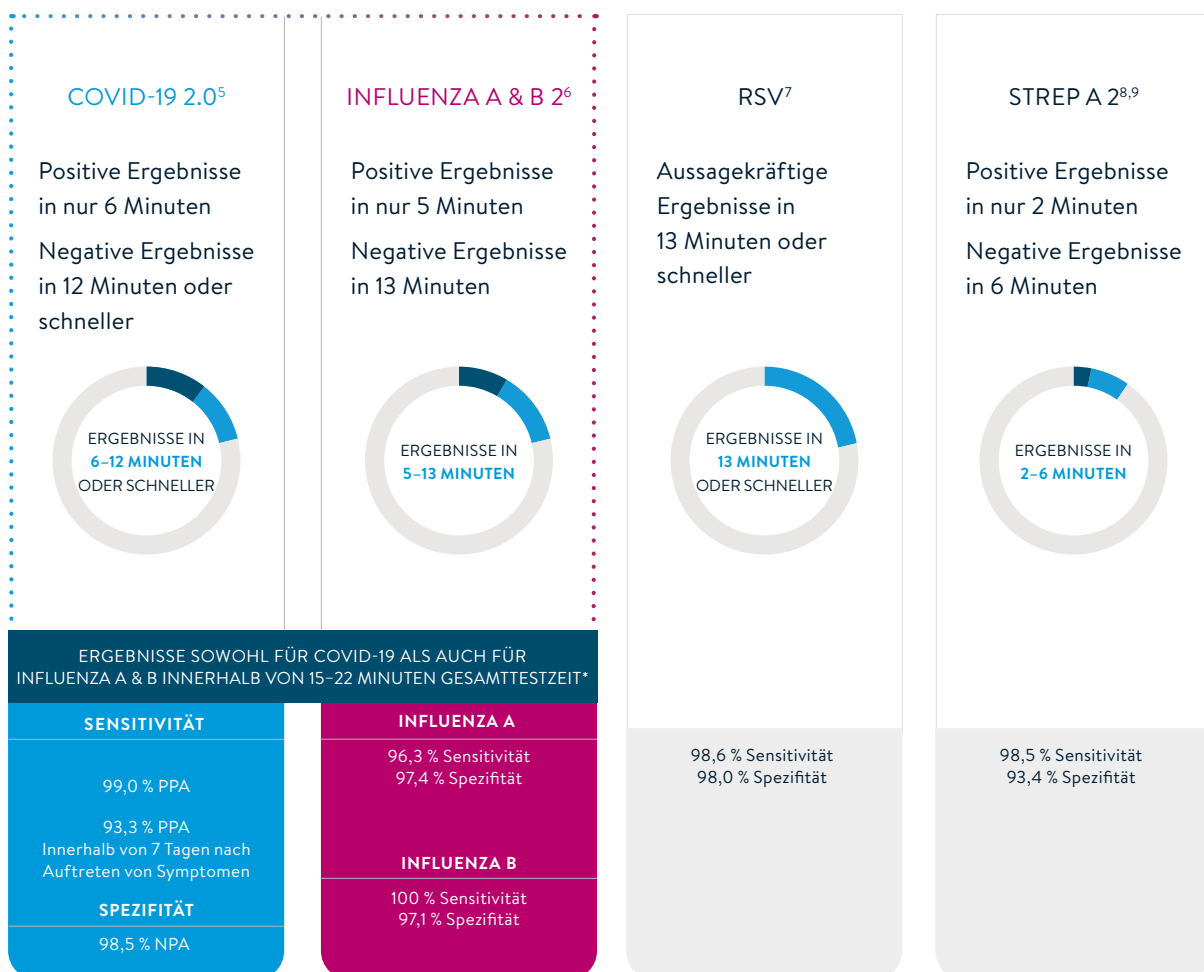 COVID-19 2.0⁵
Positive Ergebnisse
in nur 6 Minuten
Negative Ergebnisse
in 12 Minuten oder
schneller
ERGEBNISSE IN
6–12 MINUTEN
ODER SCHNELLER
INFLUENZA A & B 2⁶
Positive Ergebnisse
in nur 5 Minuten
Negative Ergebnisse
in 13 Minuten
ERGEBNISSE IN
5–13 MINUTEN
ERGEBNISSE SOWOHL FÜR COVID-19 ALS AUCH FÜR
INFLUENZA A & B INNERHALB VON 15–22 MINUTEN GESAMTTESTZEIT*
SENSITIVITÄT
99,0 % PPA
93,3 % PPA
Innerhalb von 7 Tagen nach
Auftreten von Symptomen
SPEZIFITÄT
98,5 % NPA
INFLUENZA A
96,3 % Sensitivität
97,4 % Spezifität
INFLUENZA B
100 % Sensitivität
97,1 % Spezifität
RSV⁷
Aussagekräftige
Ergebnisse in
13 Minuten oder
schneller
ERGEBNISSE IN
13 MINUTEN
ODER SCHNELLER
98,6 % Sensitivität
98,0 % Spezifität
STREP A 2⁸,⁹
Positive Ergebnisse
in nur 2 Minuten
Negative Ergebnisse
in 6 Minuten
ERGEBNISSE IN
2–6 MINUTEN
98,5 % Sensitivität
93,4 % Spezifität